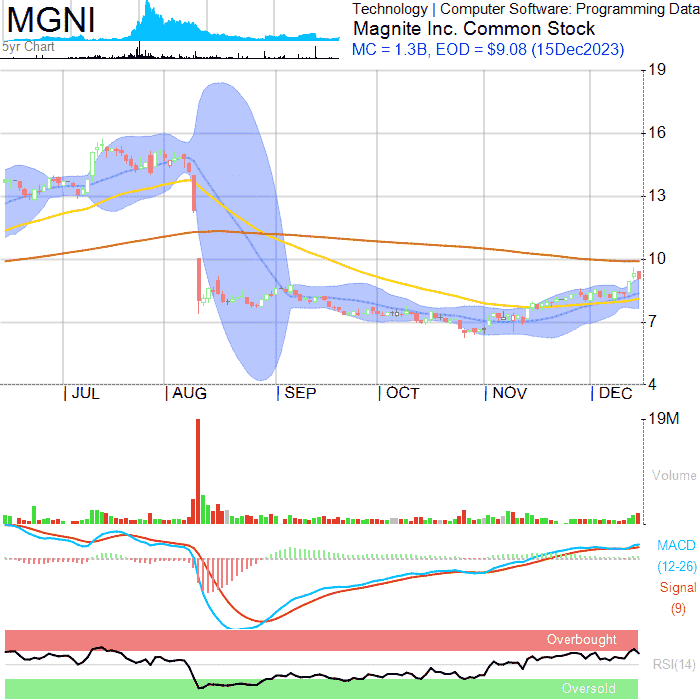 MGNI
5yr Chart
Technology | Computer Software: Programming Data
Magnite Inc. Common Stock
MC = 1.3B, EOD = $9.08 (15Dec2023)
19
16
13
10
7
4
JUL AUG SEP OCT NOV DEC
19M
Volume
MACD
(12-26)
Signal
(9)
Overbought
RSI(14)
Oversold